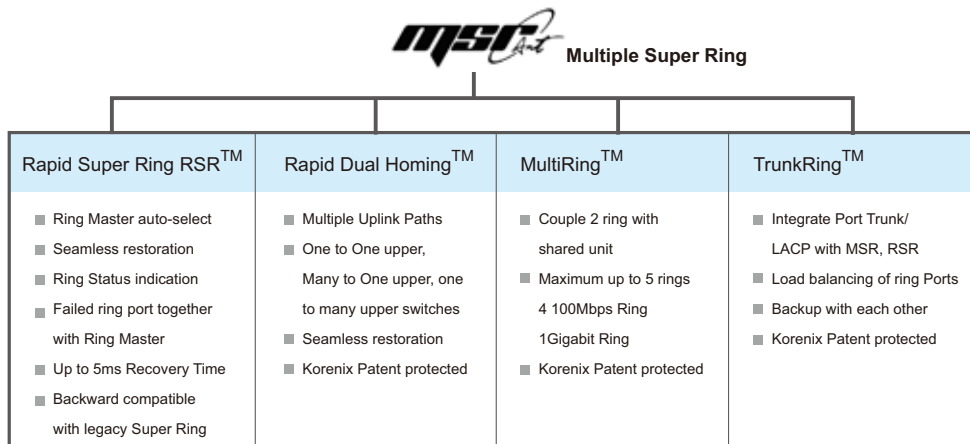 msr Ant Multiple Super Ring
Rapid Super Ring RSR™
Ring Master auto-select
Seamless restoration
Ring Status indication
Failed ring port together
with Ring Master
Up to 5ms Recovery Time
Backward compatible
with legacy Super Ring
Rapid Dual Homing™
Multiple Uplink Paths
One to One upper,
Many to One upper, one
to many upper switches
Seamless restoration
Korenix Patent protected
MultiRing™
Couple 2 ring with
shared unit
Maximum up to 5 rings
4 100Mbps Ring
1Gigabit Ring
Korenix Patent protected
TrunkRing™
Integrate Port Trunk/
LACP with MSR, RSR
Load balancing of ring Ports
Backup with each other
Korenix Patent protected